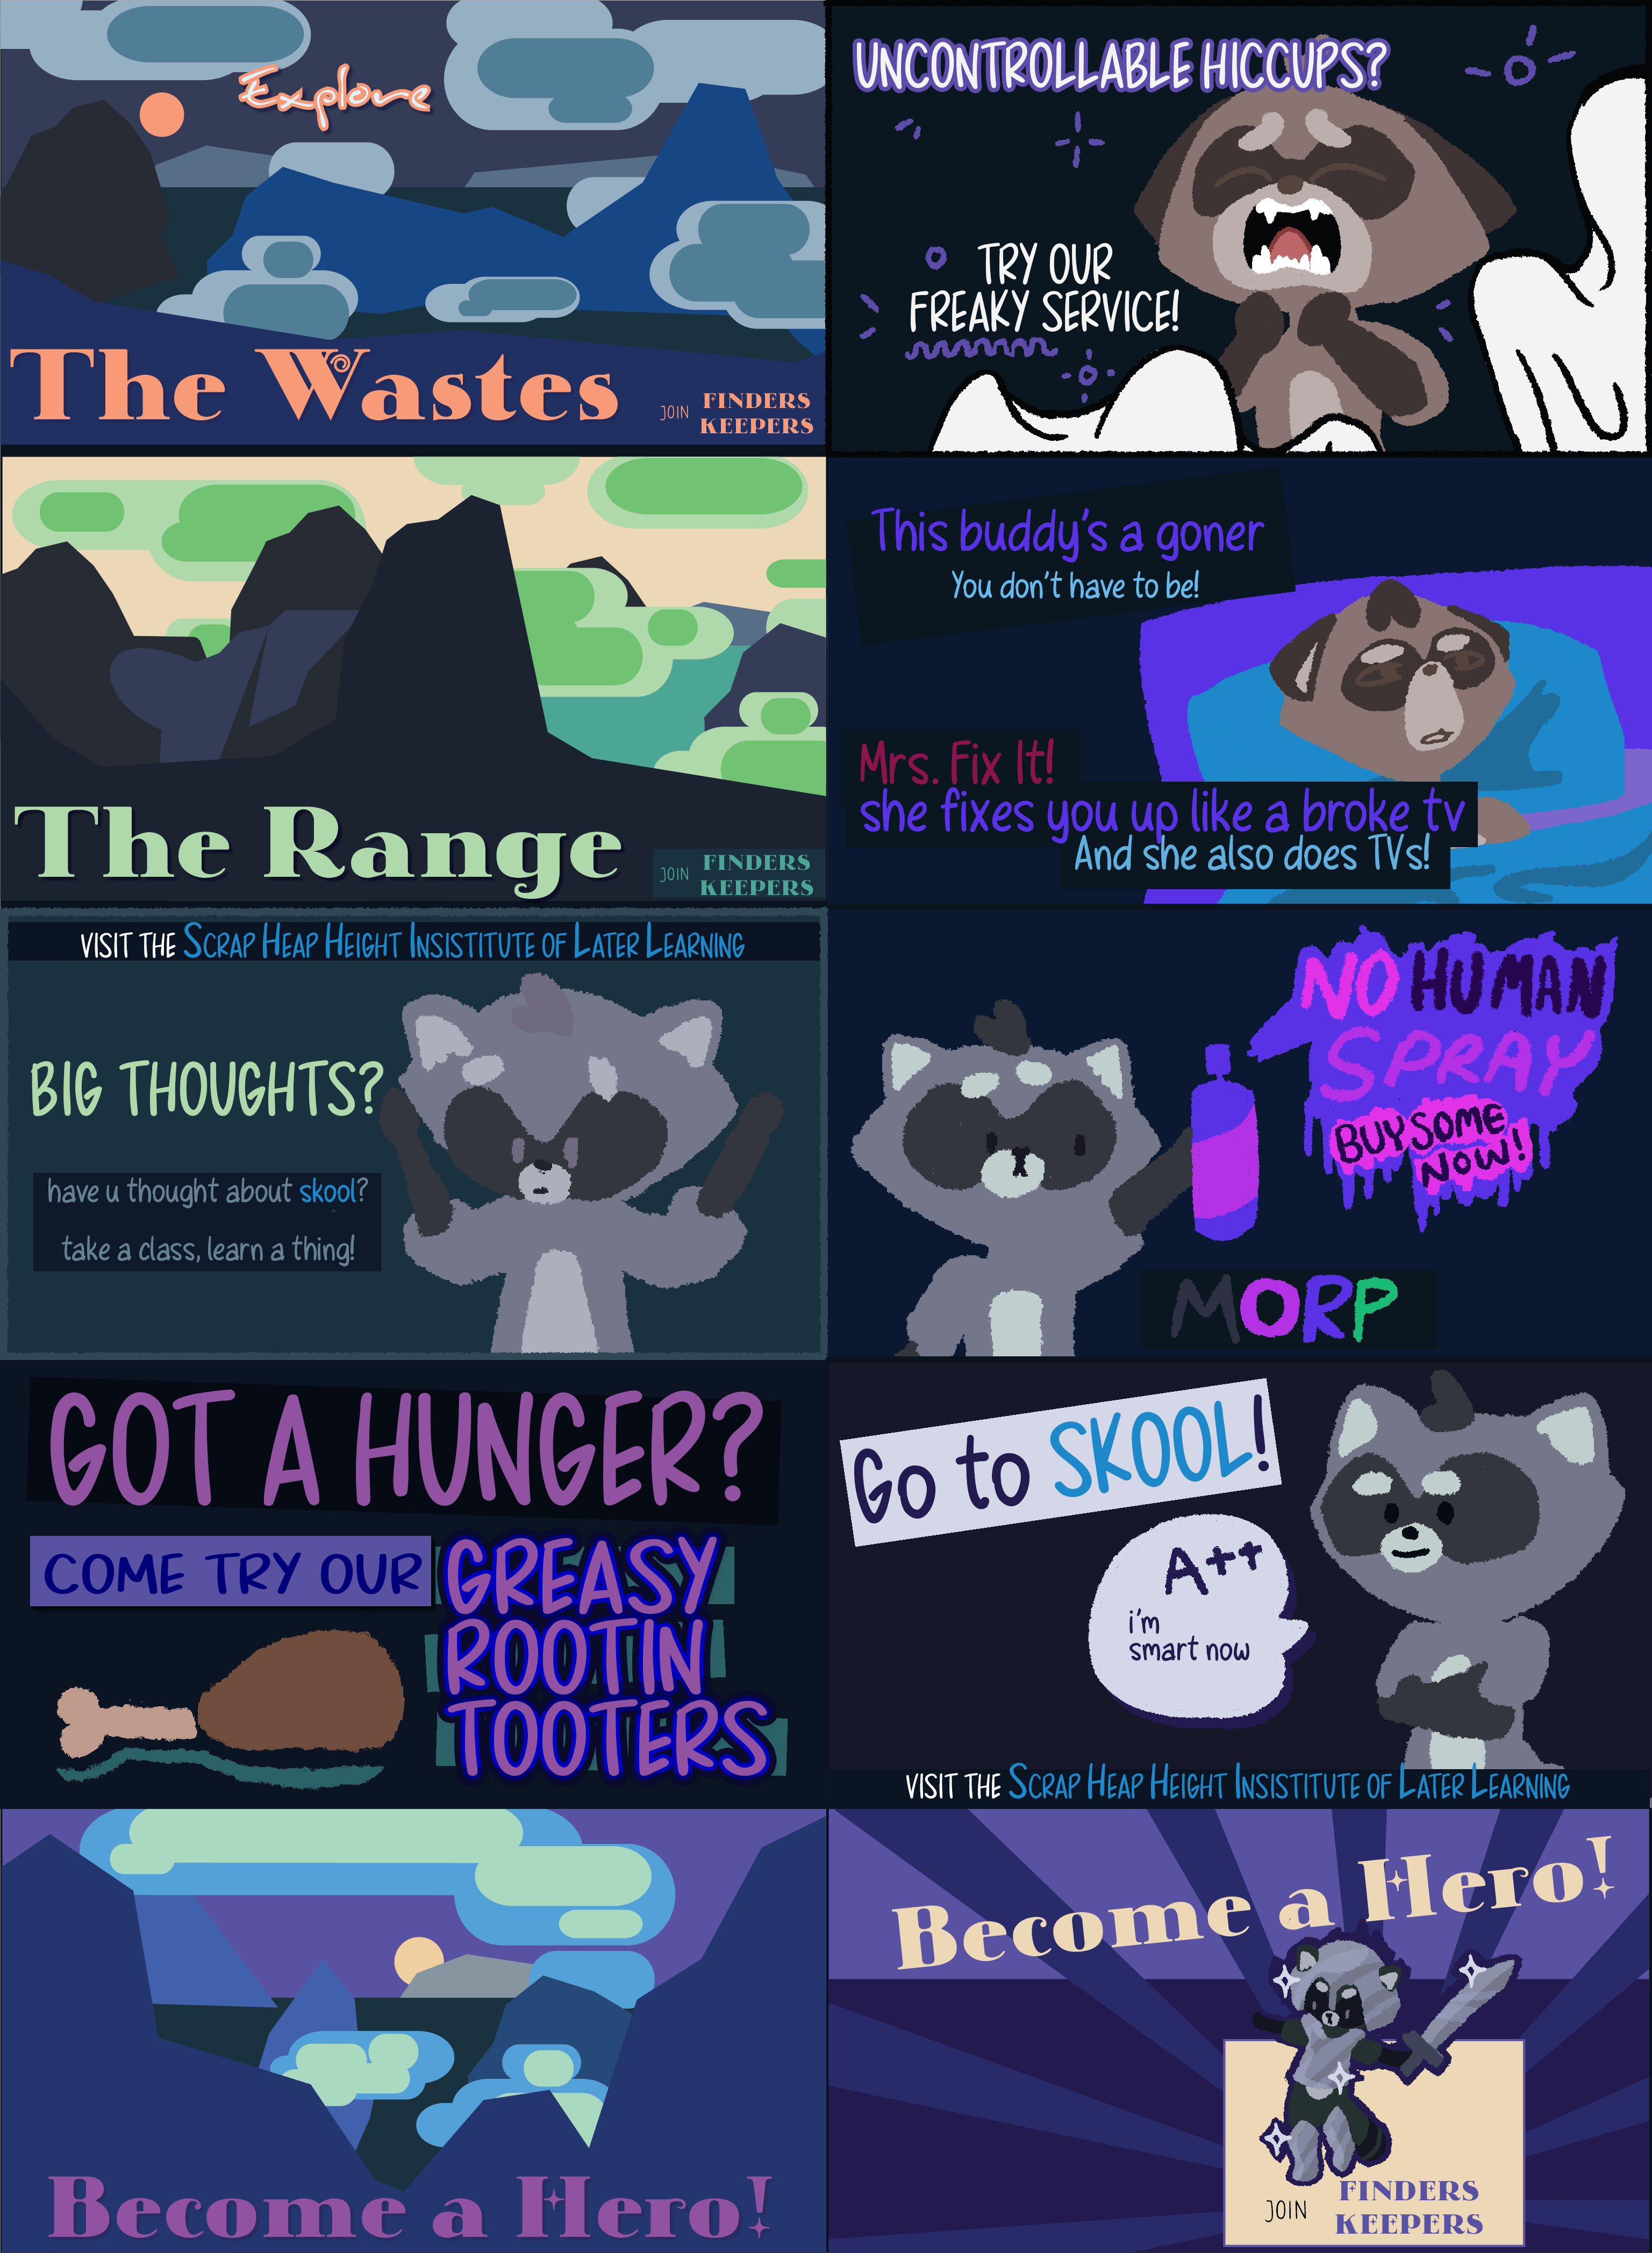 Explore
The Wastes
JOIN
FINDERS
KEEPERS
UNCONTROLLABLE HICCUPS?
TRY OUR
FREAKY SERVICE!
The Range
JOIN
FINDERS
KEEPERS
This buddy's a goner
You don't have to be!
Mrs. Fix It!
she fixes you up like a broke tv
And she also does TVs!
VISIT THE SCRAP HEAP HEIGHT INSISTITUTE OF LATER LEARNING
BIG THOUGHTS?
have u thought about skool?
take a class, learn a thing!
NO HUMAN
SPRAY
BUY SOME
NOW!
MORP
GOT A HUNGER?
COME TRY OUR
GREASY
ROOTIN
TOOTERS
Go to SKOOL!
A++
i'm
smart now
VISIT THE SCRAP HEAP HEIGHT INSISTITUTE OF LATER LEARNING
Become a Hero!
Become a Hero!
JOIN
FINDERS
KEEPERS